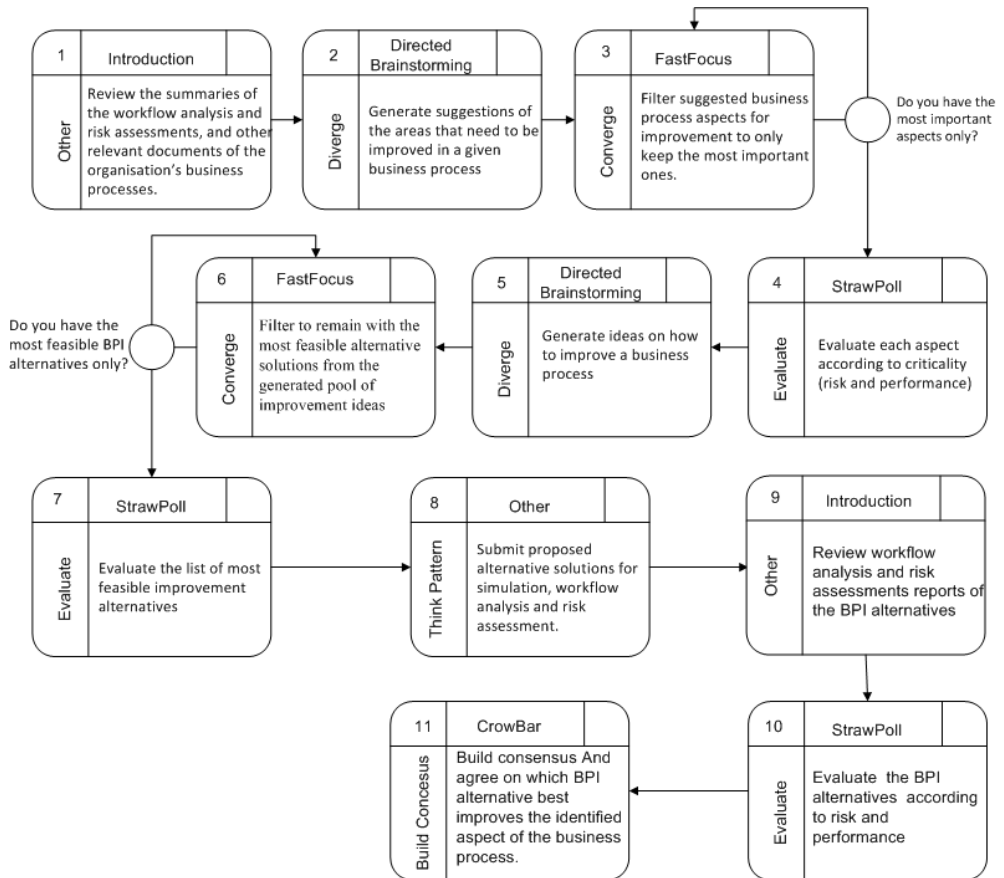 1
Introduction
Other
Review the summaries of
the workflow analysis and
risk assessments, and other
relevant documents of the
organisation's business
processes.
2
Directed
Brainstorming
Diverge
Generate suggestions of
the areas that need to be
improved in a given
business process
3
FastFocus
Converge
Filter suggested business
process aspects for
improvement to only
keep the most important
ones.
Do you have the
most important
aspects only?
4
StrawPoll
Evaluate
Evaluate each aspect
according to criticality
(risk and performance)
5
Directed
Brainstorming
Diverge
Generate ideas on how
to improve a business
process
6
FastFocus
Converge
Filter to remain with the
most feasible alternative
solutions from the
generated pool of
improvement ideas
Do you have the
most feasible BPI
alternatives only?
7
StrawPoll
Evaluate
Evaluate the list of most
feasible improvement
alternatives
8
Other
Think Pattern
Submit proposed
alternative solutions for
simulation, workflow
analysis and risk
assessment.
9
Introduction
Other
Review workflow
analysis and risk
assessments reports of
the BPI alternatives
10
StrawPoll
Evaluate
Evaluate the BPI
alternatives according
to risk and
performance
11
CrowBar
Build Concesus
Build consensus And
agree on which BPI
alternative best
improves the identified
aspect of the business
process.